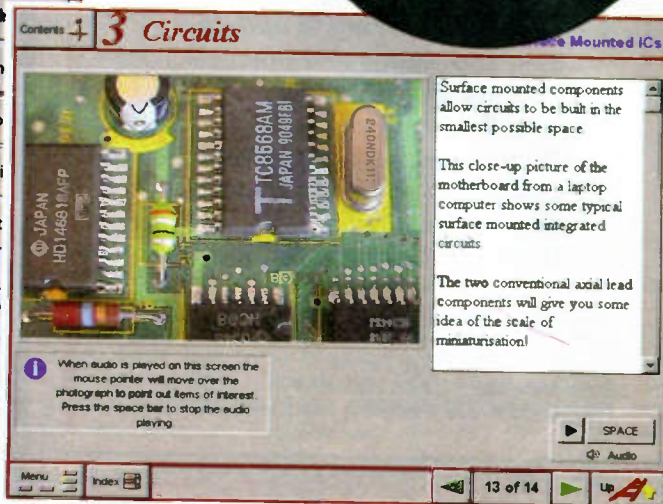 Contents 1
3 Circuits
Mounted ICs
JAPAN
HD146818AFP
TC8568AM
JAPAN 9049FBI
Surface mounted components
allow circuits to be built in the
smallest possible space
This close-up picture of the
motherboard from a laptop
computer shows some typical
surface mounted integrated
circuits
The two conventional axial lead
components will give you some
idea of the scale of
miniaturisation!
When audio is played on this screen the
mouse pointer will move over the
photograph to point out items of interest.
Press the space bar to stop the audio
playing
SPACE
Audio
Menu
Index
13 of 14
Up